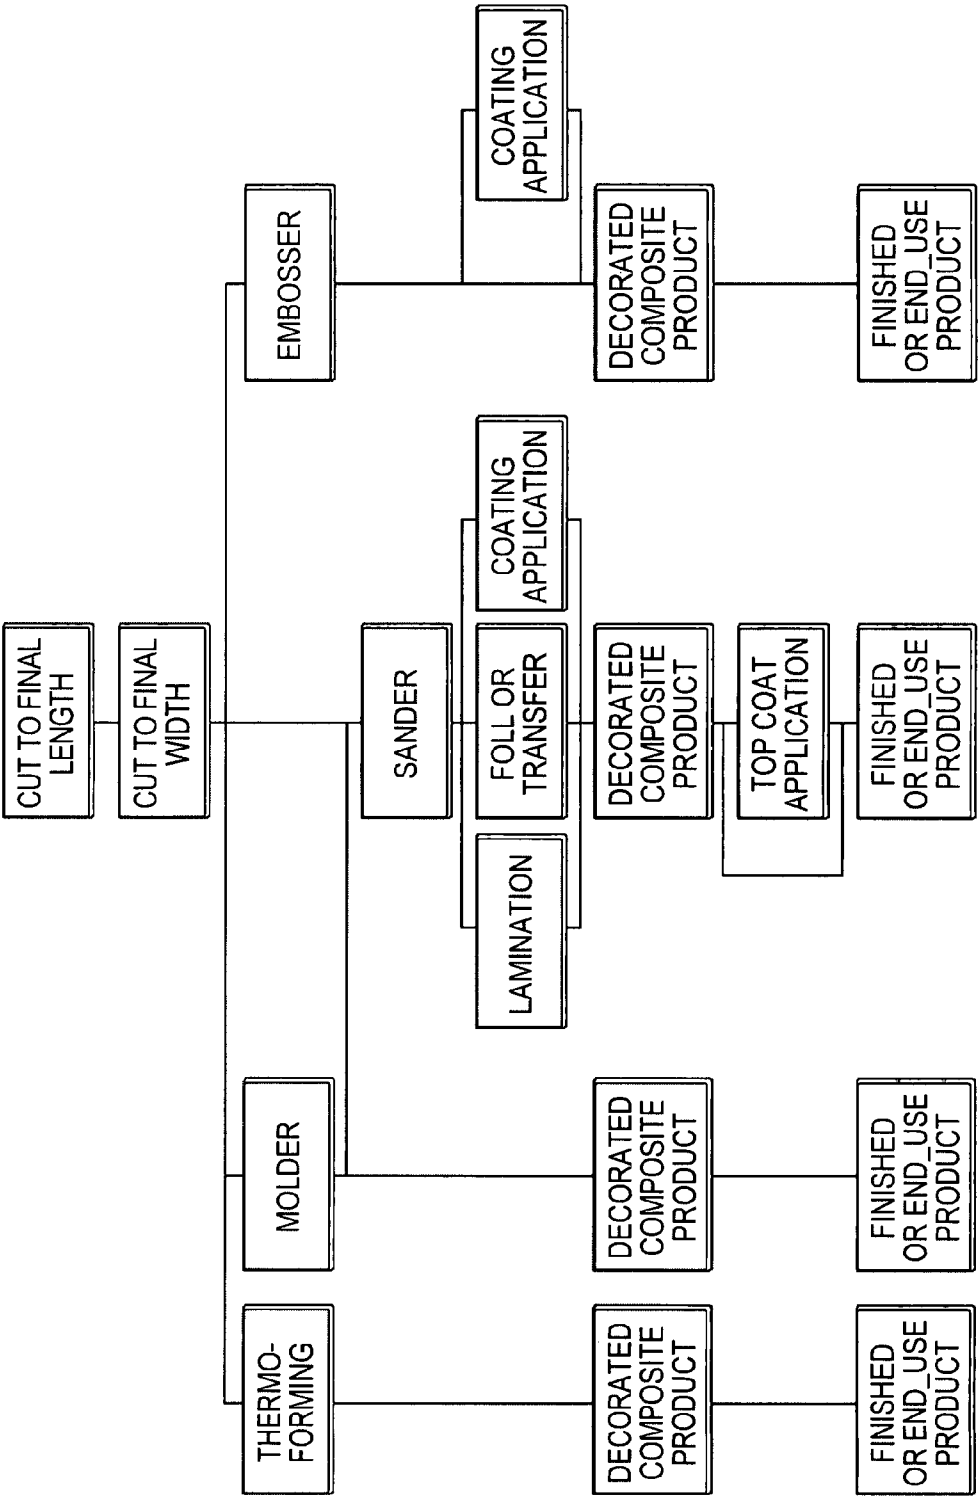 CUT TO FINAL
LENGTH
CUT TO FINAL
WIDTH
THERMO-
FORMING
MOLDER
EMBOSSER
SANDER
LAMINATION
FOLL OR
TRANSFER
COATING
APPLICATION
COATING
APPLICATION
DECORATED
COMPOSITE
PRODUCT
DECORATED
COMPOSITE
PRODUCT
DECORATED
COMPOSITE
PRODUCT
DECORATED
COMPOSITE
PRODUCT
TOP COAT
APPLICATION
FINISHED
OR END_USE
PRODUCT
FINISHED
OR END_USE
PRODUCT
FINISHED
OR END_USE
PRODUCT
FINISHED
OR END_USE
PRODUCT